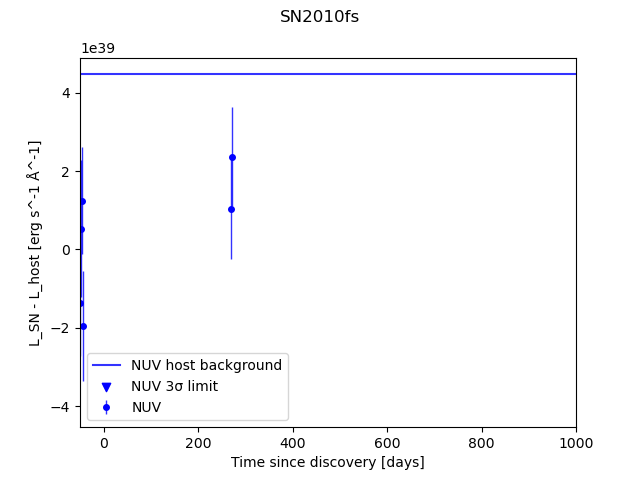 SN2010fs
1e39
L_SN - L_host [erg s^-1 Å^-1]
4
2
0
−2
−4
NUV host background
NUV 3σ limit
NUV
0
200
400
600
800
1000
Time since discovery [days]